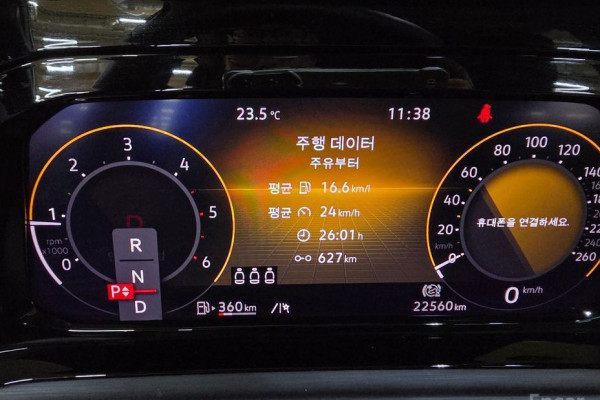 23.5 °C
11:38
주행 데이터
주유부터
평균 16.6 km/l
평균 24 km/h
26:01 h
627 km
0 1 2 3 4 5 6
rpm
x1000
P
R
N
D
360 km
0 20 40 60 80 100 120 140
260
km/h
휴대폰을 연결하세요.
0 km/h
22560 km
Encar